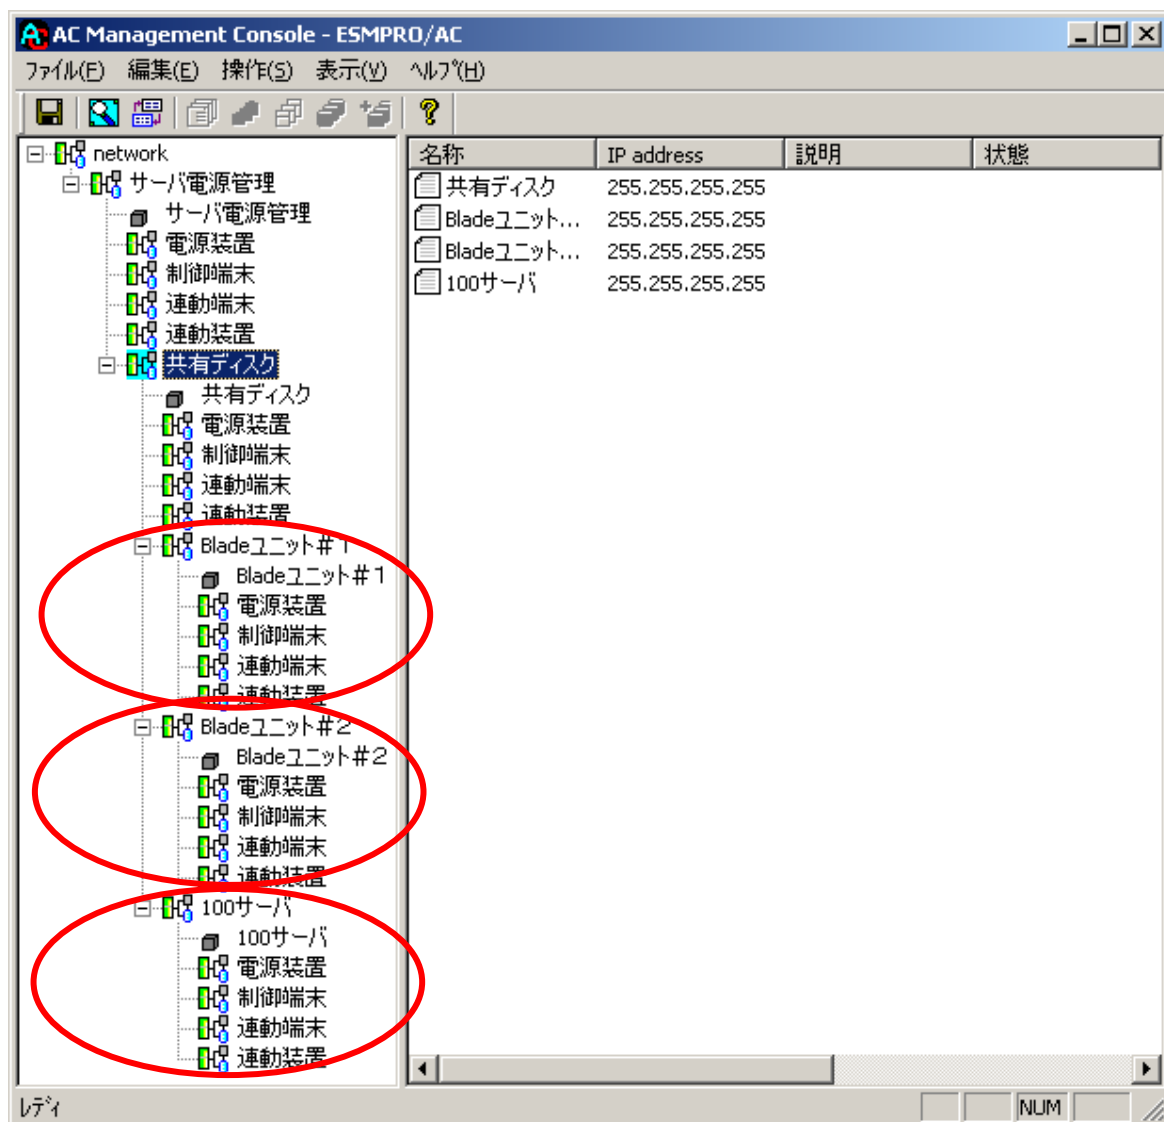 AC Management Console - ESMPRO/AC
ﾌｧｲﾙ(F) 編集(E) 操作(S) 表示(V) ﾍﾙﾌﾟ(H)
network
サーバ電源管理
サーバ電源管理
電源装置
制御端末
連動端末
連動装置
共有ディスク
共有ディスク
電源装置
制御端末
連動端末
連動装置
Bladeユニット＃１
Bladeユニット＃１
電源装置
制御端末
連動端末
連動装置
Bladeユニット＃２
Bladeユニット＃２
電源装置
制御端末
連動端末
連動装置
100サーバ
100サーバ
電源装置
制御端末
連動端末
連動装置
名称 IP address 説明 状態
共有ディスク 255.255.255.255
Bladeユニット... 255.255.255.255
Bladeユニット... 255.255.255.255
100サーバ 255.255.255.255
ﾚﾃﾞｨ NUM